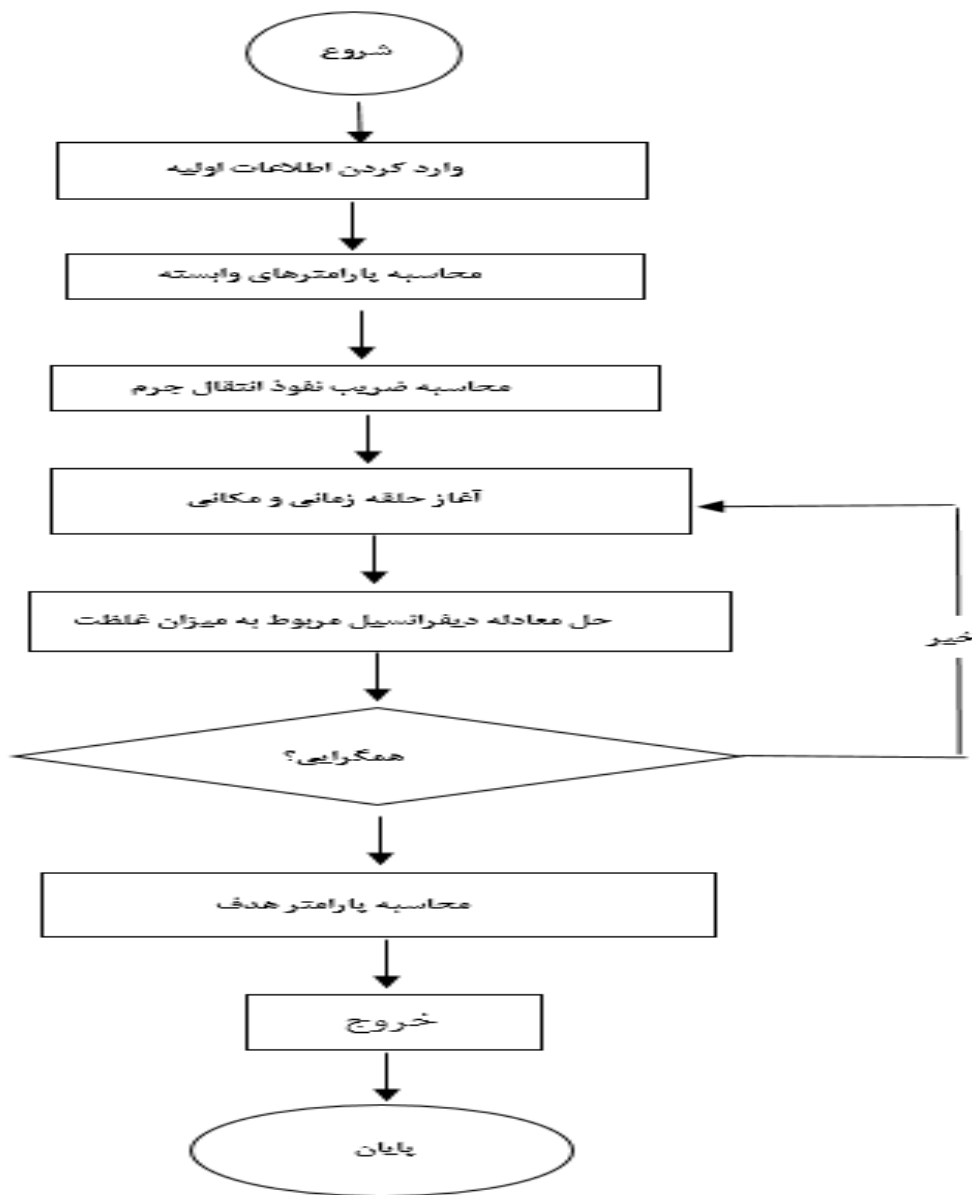 شروع
وارد کردن اطلاعات اولیه
محاسبه پارامترهای وابسته
محاسبه ضریب نفوذ انتقال جرم
آغاز حلقه زمانی و مکانی
حل معادله دیفرانسیل مربوط به میزان غلظت
خیر
همگرایی؟
محاسبه پارامتر هدف
خروج
پایان